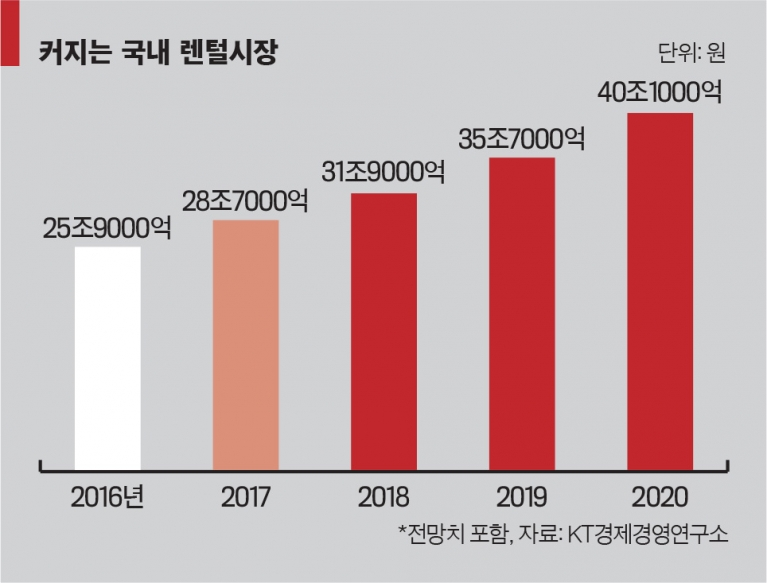 커지는 국내 렌털시장
단위: 원
25조9000억
28조7000억
31조9000억
35조7000억
40조1000억
2016년
2017
2018
2019
2020
*전망치 포함, 자료: KT경제경영연구소